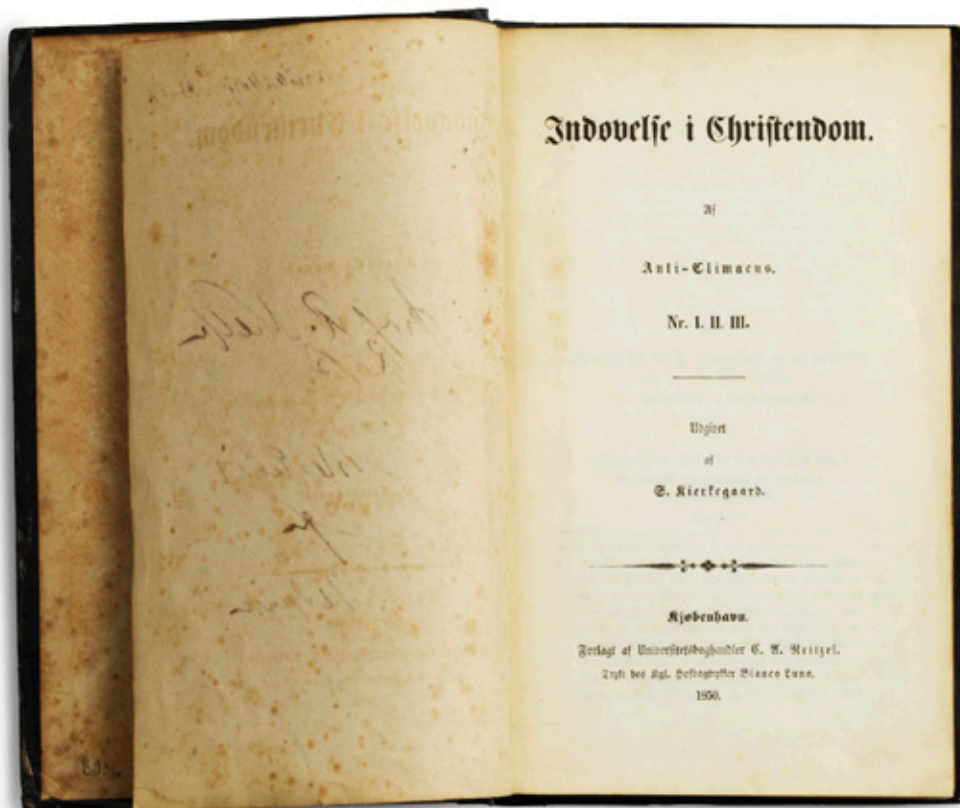 Indøvelse i Christendom.
Af
Anti-Climacus.
Nr. I. II. III.
Udgivet
af
S. Kierkegaard.
Kjøbenhavn.
Forlagt af Universitetsboghandler C. A. Reitzel.
Trykt hos Kgl. Hofbogtrykker Bianco Luno.
1850.